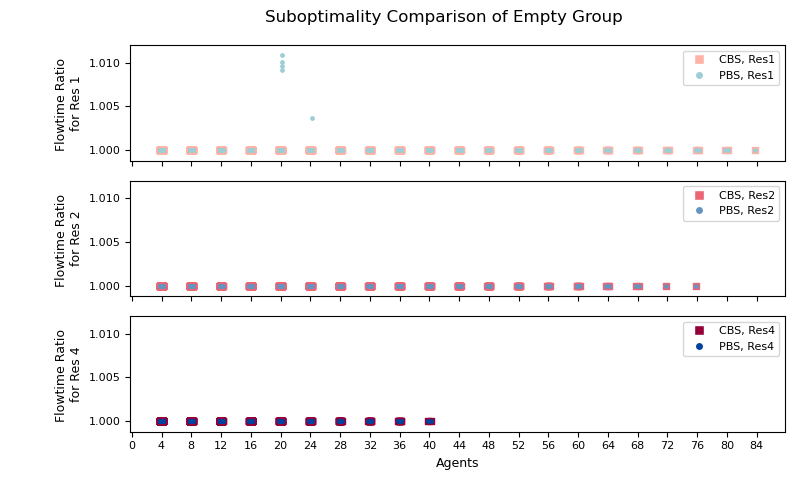 Suboptimality Comparison of Empty Group
Flowtime Ratio
for Res 1
1.010
1.005
1.000
CBS, Res1
PBS, Res1
Flowtime Ratio
for Res 2
1.010
1.005
1.000
CBS, Res2
PBS, Res2
Flowtime Ratio
for Res 4
1.010
1.005
1.000
CBS, Res4
PBS, Res4
0 4 8 12 16 20 24 28 32 36 40 44 48 52 56 60 64 68 72 76 80 84
Agents